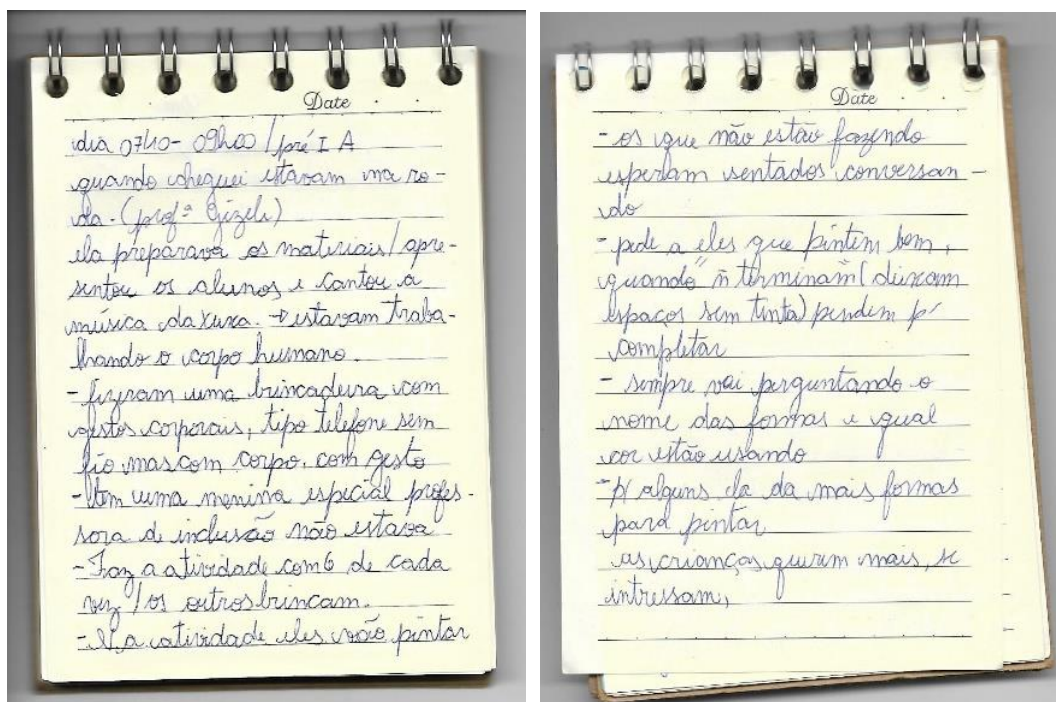 Date
dia 07/10 - 09h00 / pré I A
quando cheguei estavam na ro-
da. (profª Gizeli)
ela preparava os materiais / apre-
sentou os alunos e cantou a
música da Xuxa. → estavam traba-
lhando o corpo humano.
- fizeram uma brincadeira com
gestos corporais, tipo telefone sem
fio mas com corpo. com gesto
- tem uma menina especial profes-
sora de inclusão não estava
- Faz a atividade com 6 de cada
vez / os outros brincam.
- Na atividade eles vão pintar
Date
- os que não estão fazendo
esperam sentados conversan-
do
- pede a eles que pintem bem,
quando ñ terminam (deixam
espaços sem tinta) pendem p/
completar
- sempre vai perguntando o
nome das formas e qual
cor estão usando
- p/ alguns ela da mais formas
para pintar
as crianças querem mais, se
intressam,